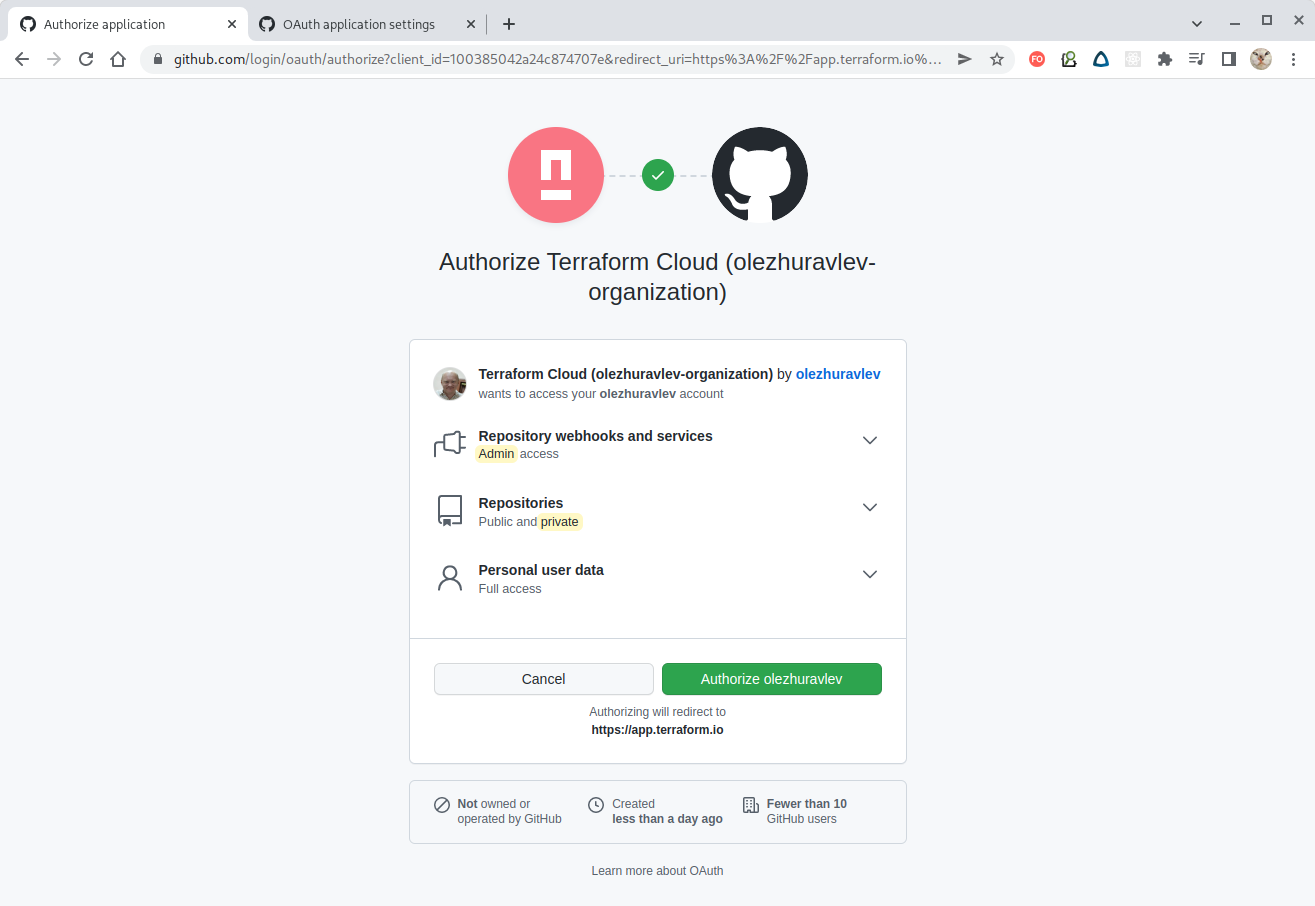 Authorize application
OAuth application settings
github.com/login/oauth/authorize?client_id=100385042a24c874707e&redirect_uri=https%3A%2F%2Fapp.terraform.io%...
FO
Authorize Terraform Cloud (olezhuravlev-
organization)
Terraform Cloud (olezhuravlev-organization) by olezhuravlev
wants to access your olezhuravlev account
Repository webhooks and services
Admin access
Repositories
Public and private
Personal user data
Full access
Cancel
Authorize olezhuravlev
Authorizing will redirect to
https://app.terraform.io
Not owned or
operated by GitHub
Created
less than a day ago
Fewer than 10
GitHub users
Learn more about OAuth